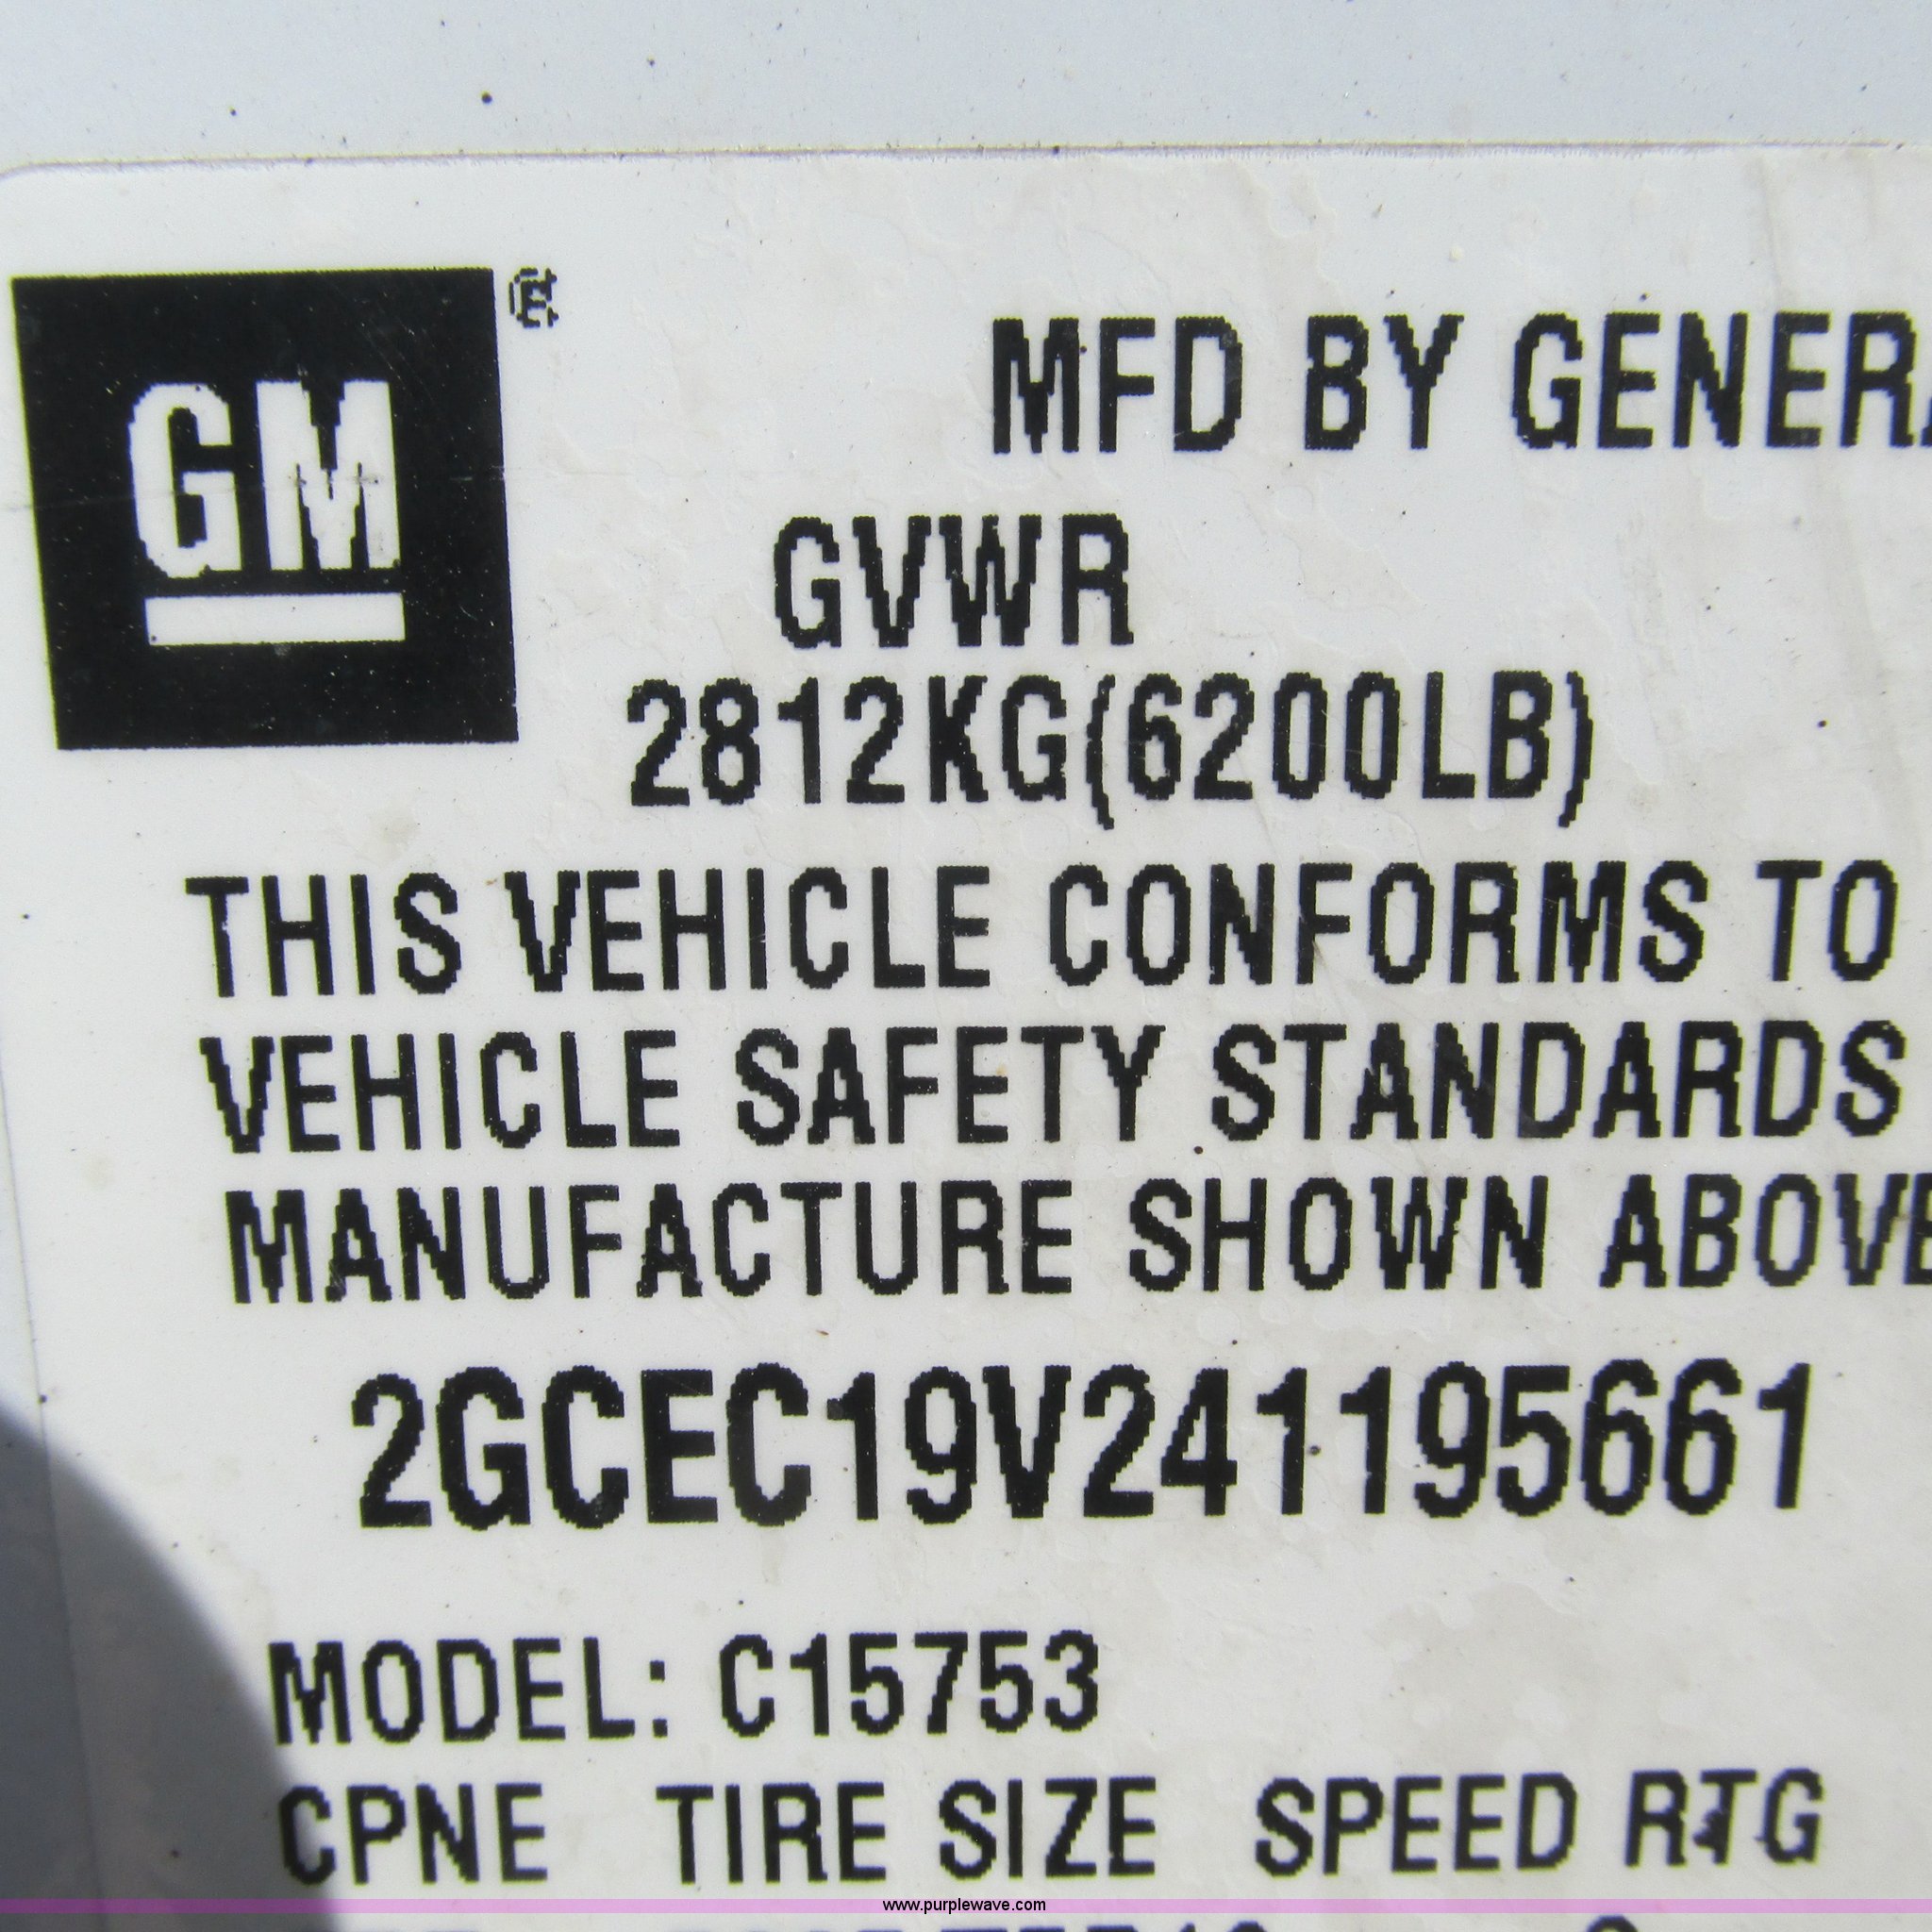 GM ®
MFD BY GENERA
GVWR
2812KG(6200LB)
THIS VEHICLE CONFORMS TO
VEHICLE SAFETY STANDARDS
MANUFACTURE SHOWN ABOVE
2GCEC19V241195661
MODEL: C15753
CPNE TIRE SIZE SPEED RTG
www.purplewave.com